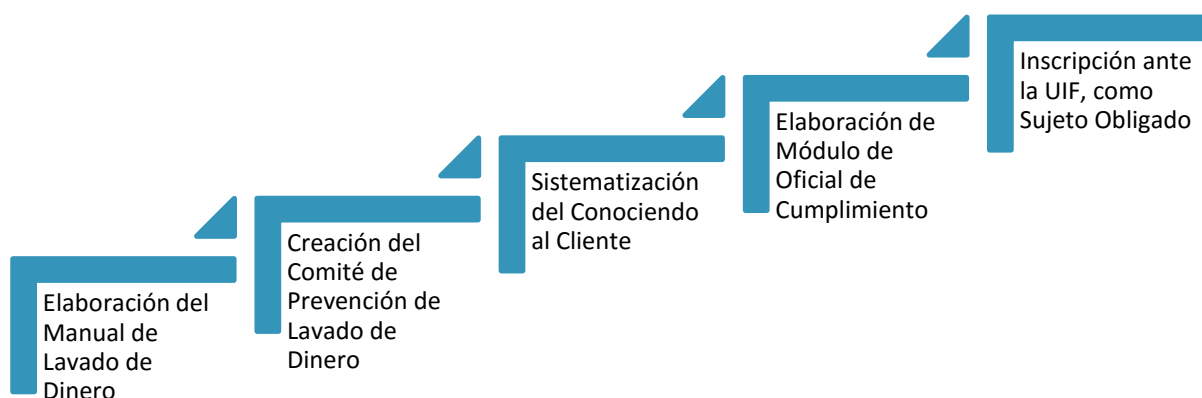 Elaboración del
Manual de
Lavado de
Dinero
Creación del
Comité de
Prevención de
Lavado de
Dinero
Sistematización
del Conociendo
al Cliente
Elaboración de
Módulo de
Oficial de
Cumplimiento
Inscripción ante
la UIF, como
Sujeto Obligado